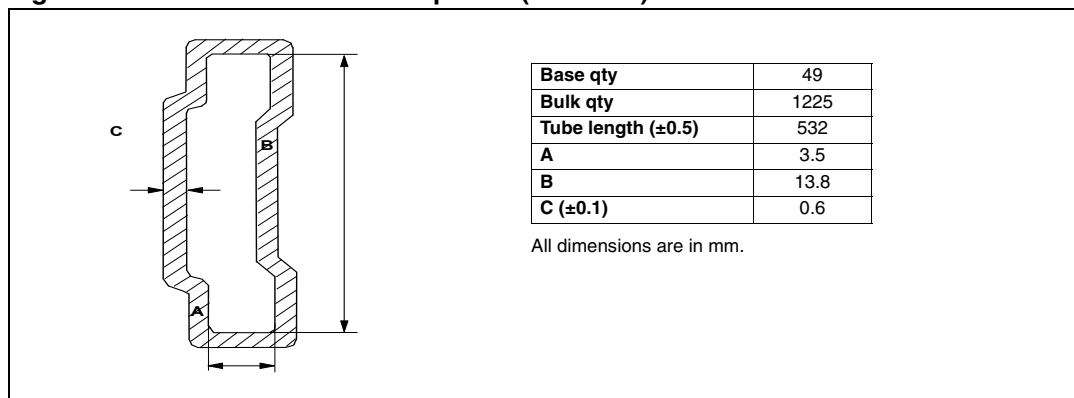 C
B
A
Base qty 49
Bulk qty 1225
Tube length (±0.5) 532
A 3.5
B 13.8
C (±0.1) 0.6
All dimensions are in mm.